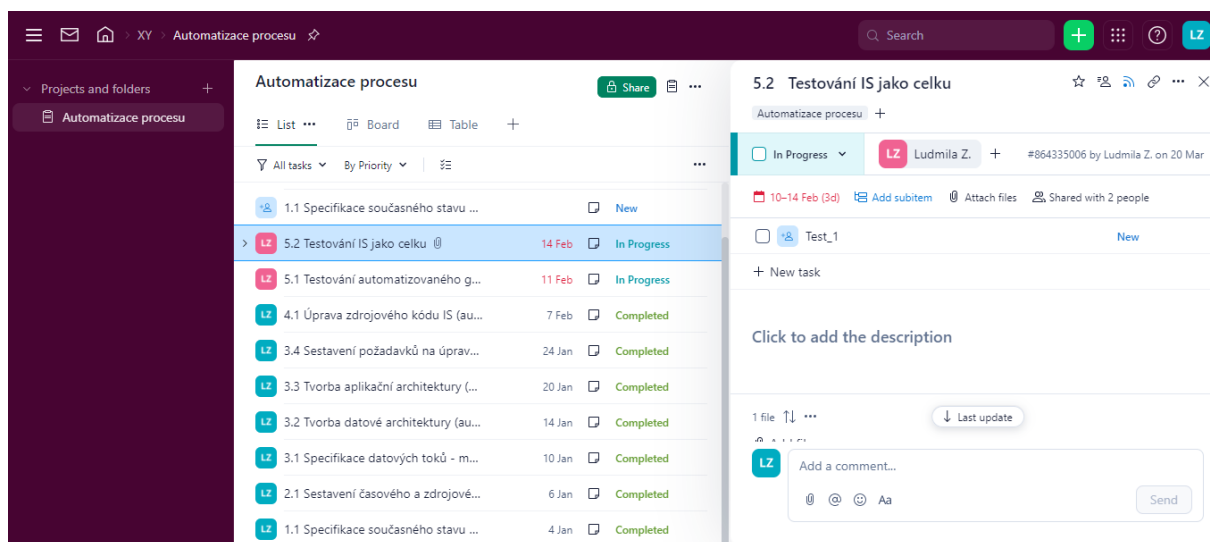 XY > Automatizace procesu
Search
LZ
Projects and folders
Automatizace procesu
Automatizace procesu
Share
List
Board
Table
All tasks
By Priority
1.1 Specifikace současného stavu ...
New
LZ 5.2 Testování IS jako celku 14 Feb In Progress
LZ 5.1 Testování automatizovaného g... 11 Feb In Progress
LZ 4.1 Úprava zdrojového kódu IS (au... 7 Feb Completed
LZ 3.4 Sestavení požadavků na úprav... 24 Jan Completed
LZ 3.3 Tvorba aplikační architektury (... 20 Jan Completed
LZ 3.2 Tvorba datové architektury (au... 14 Jan Completed
LZ 3.1 Specifikace datových toků - m... 10 Jan Completed
LZ 2.1 Sestavení časového a zdrojové... 6 Jan Completed
LZ 1.1 Specifikace současného stavu ... 4 Jan Completed
5.2 Testování IS jako celku
Automatizace procesu
In Progress
LZ Ludmila Z.
#864335006 by Ludmila Z. on 20 Mar
10–14 Feb (3d)
Add subitem
Attach files
Shared with 2 people
Test_1
New
+ New task
Click to add the description
1 file
Last update
LZ
Add a comment...
@ Aa
Send